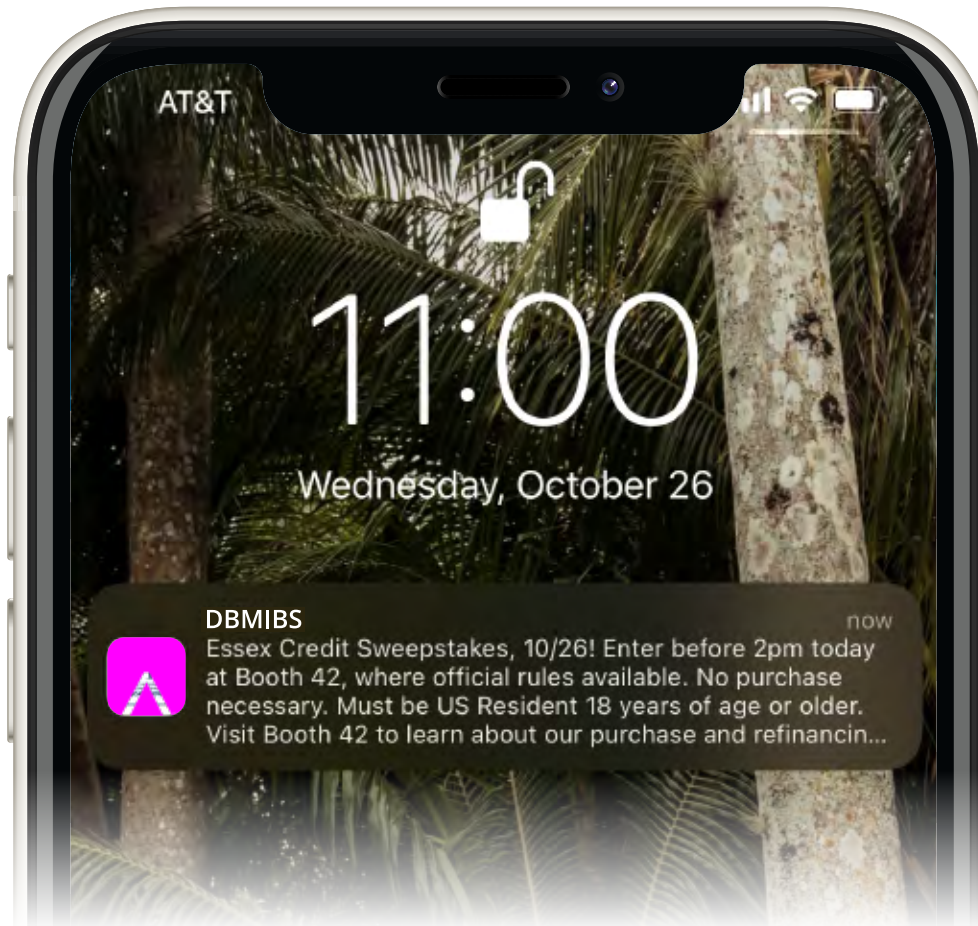 AT&T
11:00
Wednesday, October 26
DBMIBS
now
Essex Credit Sweepstakes, 10/26! Enter before 2pm today
at Booth 42, where official rules available. No purchase
necessary. Must be US Resident 18 years of age or older.
Visit Booth 42 to learn about our purchase and refinancin...